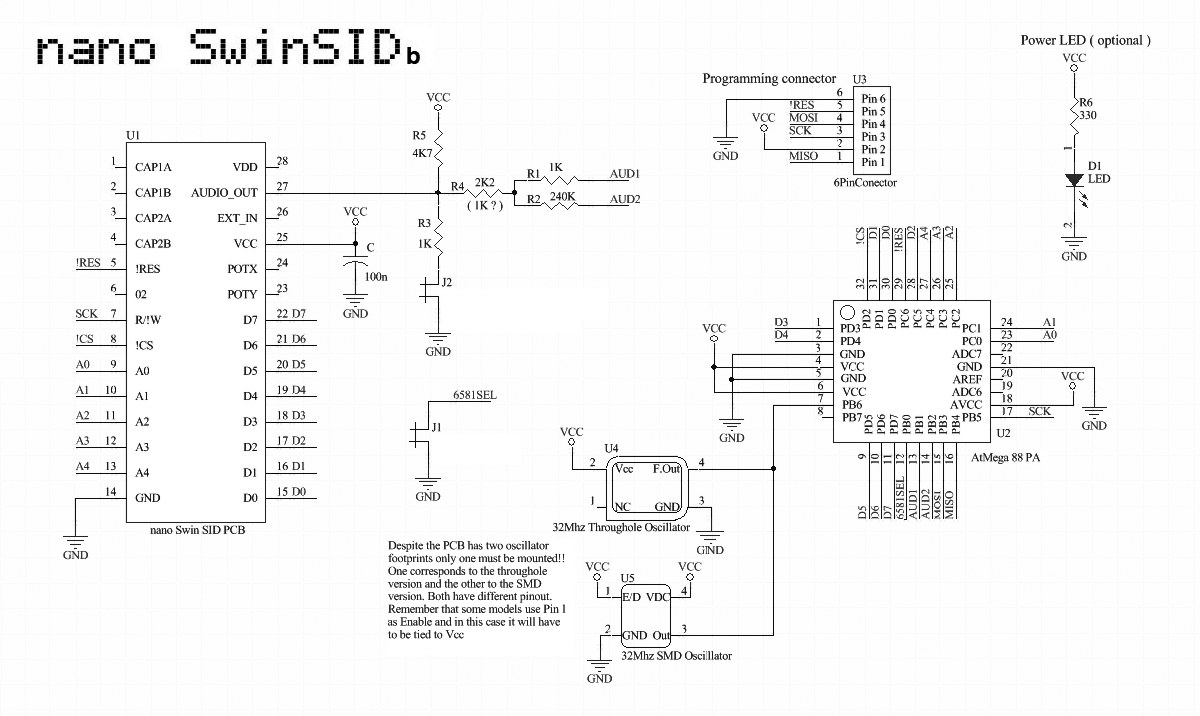 nano SwinSID b
Power LED ( optional )
VCC
R6
330
1
D1
LED
2
GND
Programming connector
U3
6 Pin 6
!RES 5 Pin 5
MOSI 4 Pin 4
SCK 3 Pin 3
2 Pin 2
MISO 1 Pin 1
VCC
GND
6PinConector
U1
1 CAP1A VDD 28
2 CAP1B AUDIO_OUT 27
3 CAP2A EXT_IN 26
4 CAP2B VCC 25
!RES 5 !RES POTX 24
6 02 POTY 23
SCK 7 R/!W D7 22 D7
!CS 8 !CS D6 21 D6
A0 9 A0 D5 20 D5
A1 10 A1 D4 19 D4
A2 11 A2 D3 18 D3
A3 12 A3 D2 17 D2
A4 13 A4 D1 16 D1
14 GND D0 15 D0
GND
nano Swin SID PCB
VCC
R5
4K7
R4
2K2
( 1K ? )
R1 1K AUD1
R2 240K AUD2
VCC
C
100n
GND
R3
1K
J2
GND
6581SEL
J1
GND
!CS D1 D0 !RES D2 A4 A3 A2
32 31 30 29 28 27 26 25
PD2 PD1 PD0 PC6 PC5 PC4 PC3 PC2
D3 1 PD3 PC1 24 A1
D4 2 PD4 PC0 23 A0
3 GND ADC7 22
4 VCC GND 21
5 GND AREF 20
6 VCC ADC6 19
7 PB6 AVCC 18
8 PB7 PB5 17 SCK
PD5 PD6 PD7 PB0 PB1 PB2 PB3 PB4
9 10 11 12 13 14 15 16
D5 D6 D7 6581SEL AUD1 AUD2 MOSI MISO
U2
AtMega 88 PA
VCC
GND
VCC
GND
VCC
U4
2 Vcc F.Out 4
1 NC GND 3
32Mhz Throughole Oscillator
GND
Despite the PCB has two oscillator
footprints only one must be mounted!!
One corresponds to the throughole
version and the other to the SMD
version. Both have different pinout.
Remember that some models use Pin 1
as Enable and in this case it will have
to be tied to Vcc
VCC
U5
VCC
1 E/D VDC 4
2 GND Out 3
32Mhz SMD Oscillator
GND